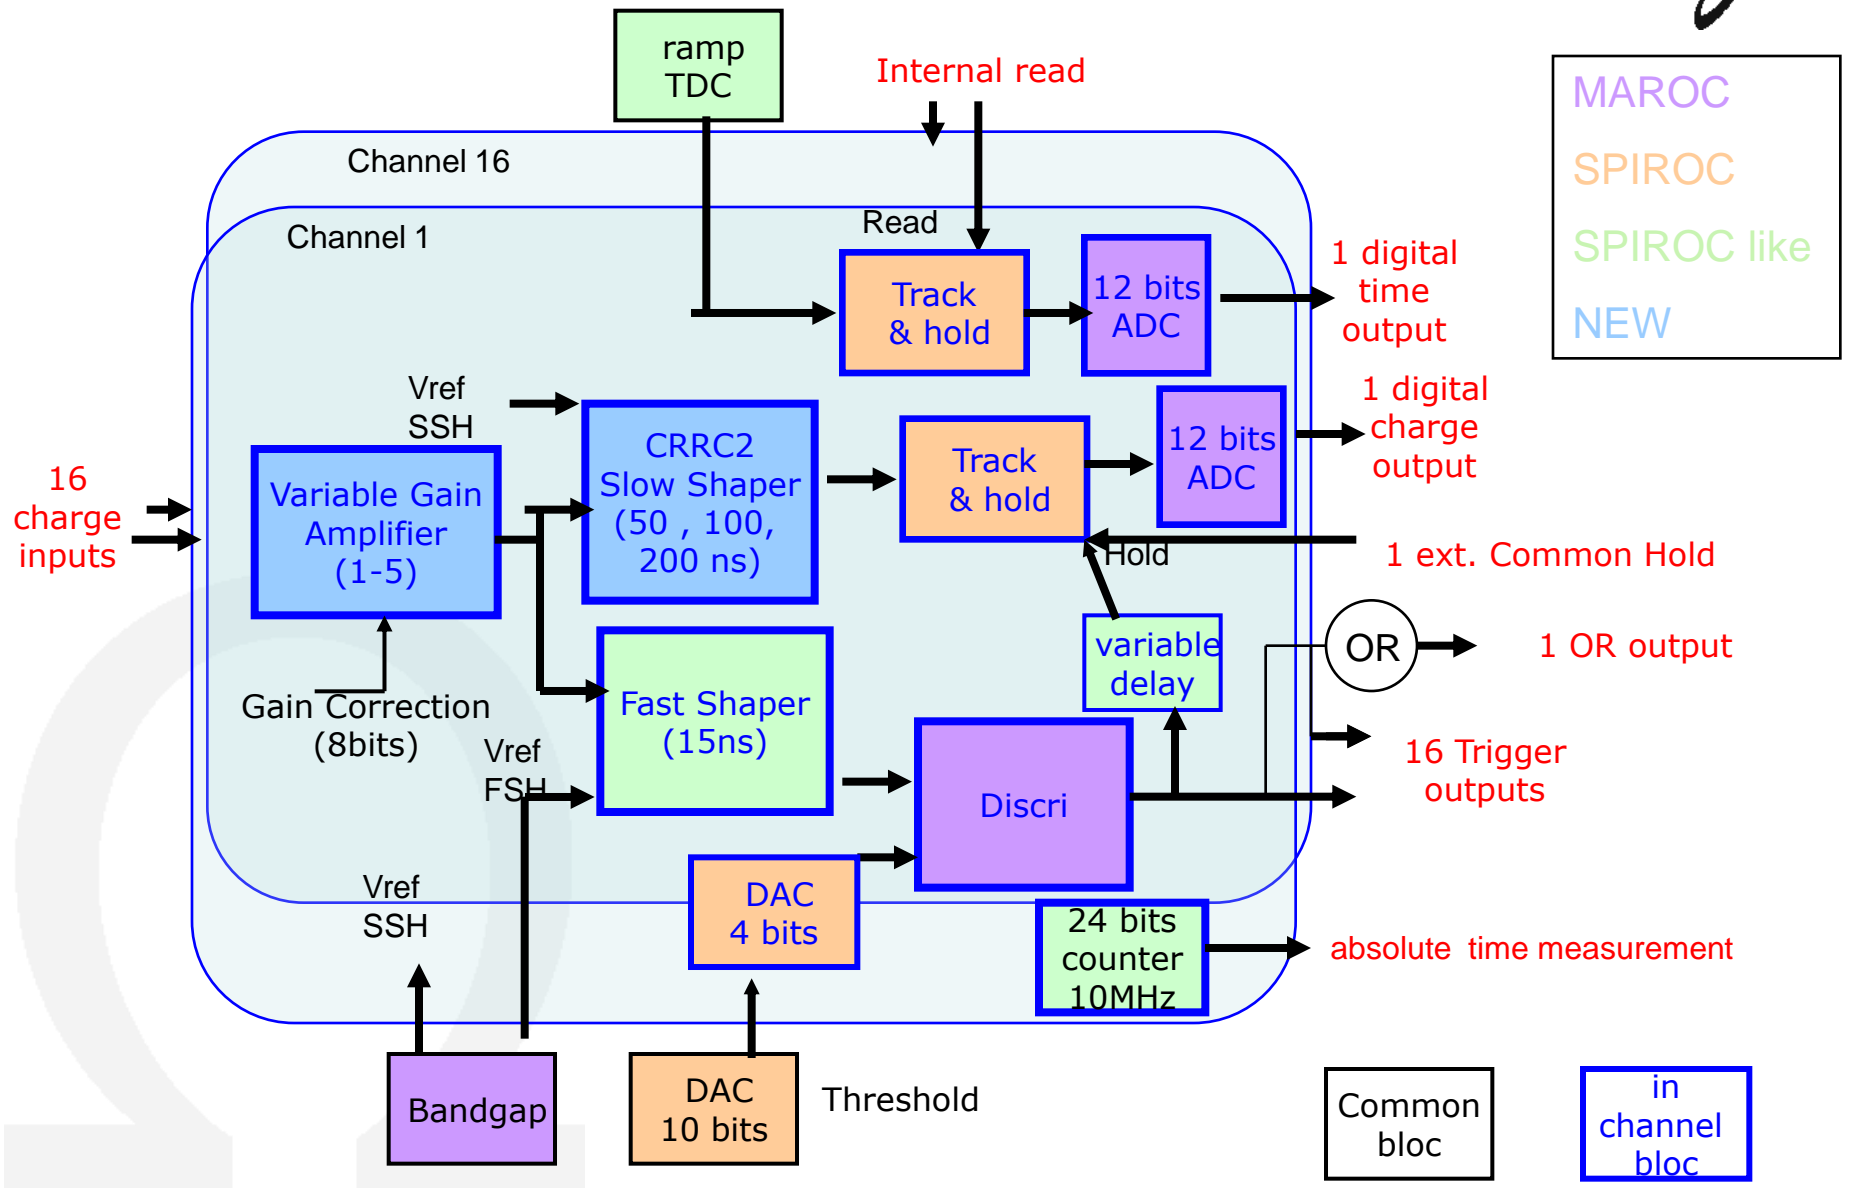 ramp
TDC
Internal read
MAROC
SPIROC
SPIROC like
NEW
Channel 16
Channel 1
Read
Track
& hold
12 bits
ADC
1 digital
time
output
Vref
SSH
CRRC2
Slow Shaper
(50 , 100,
200 ns)
Track
& hold
12 bits
ADC
1 digital
charge
output
16
charge
inputs
Variable Gain
Amplifier
(1-5)
Hold
1 ext. Common Hold
variable
delay
OR
1 OR output
Gain Correction
(8bits)
Fast Shaper
(15ns)
Vref
FSH
Discri
16 Trigger
outputs
Vref
SSH
DAC
4 bits
24 bits
counter
10MHz
absolute time measurement
Bandgap
DAC
10 bits
Threshold
Common
bloc
in
channel
bloc